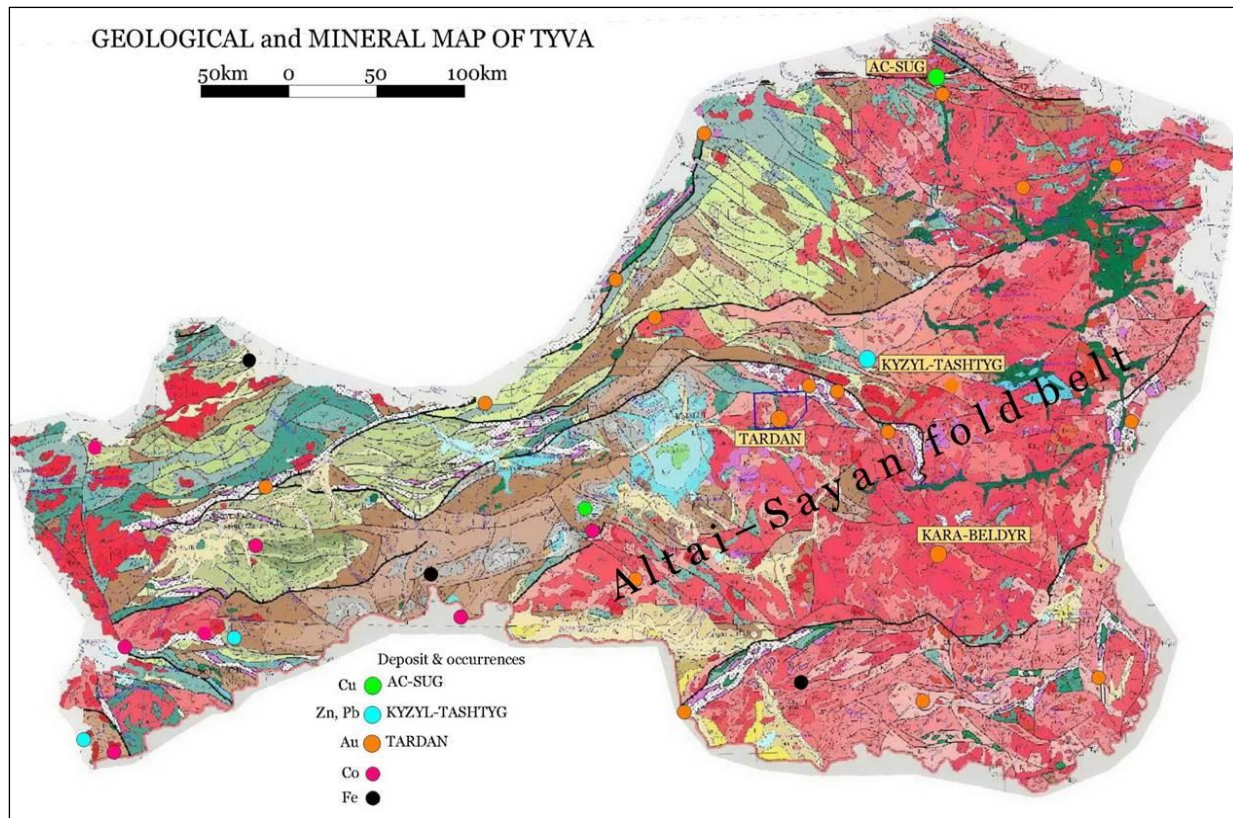 GEOLOGICAL and MINERAL MAP OF TYVA
50km 0 50 100km
AC-SUG
KYZYL-TASHTYG
TARDAN
Altai-Sayan fold belt
KARA-BELDYR
Deposit & occurrences
Cu AC-SUG
Zn, Pb KYZYL-TASHTYG
Au TARDAN
Co
Fe